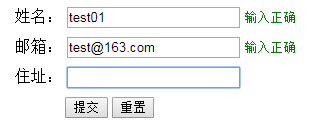 姓名： test01 输入正确
邮箱： test@163.com 输入正确
住址：
提交 重置